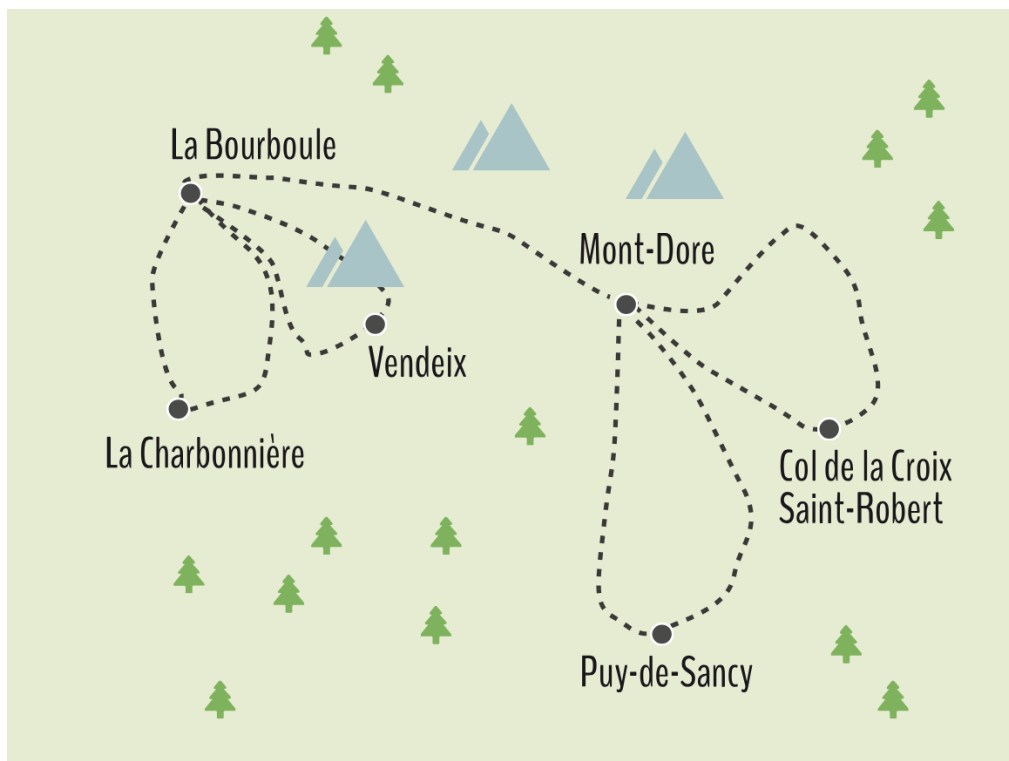 La Bourboule
Mont-Dore
Vendeix
La Charbonnière
Col de la Croix
Saint-Robert
Puy-de-Sancy